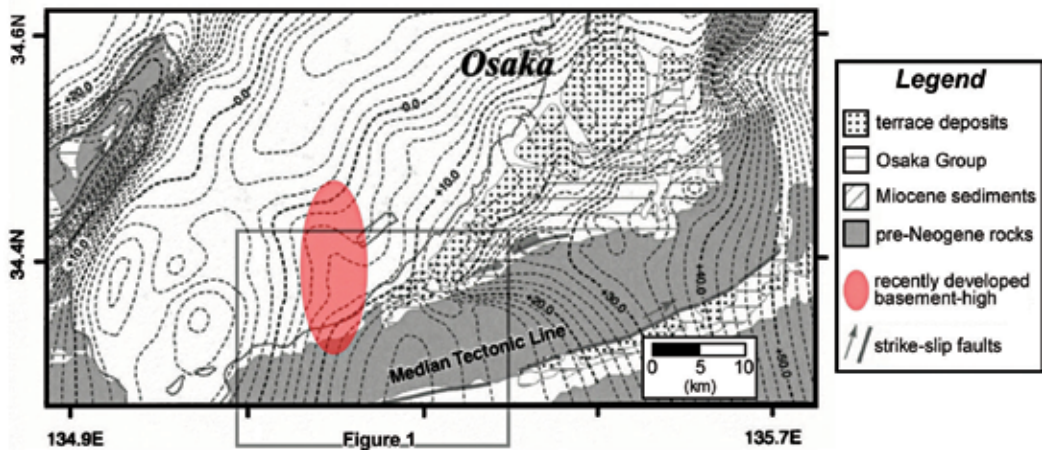 34.6N
34.4N
Osaka
+20.0
-0.0
0.0
+10.0
+10.0
+20.0
+30.0
+40.0
+50.0
Median Tectonic Line
0 5 10
(km)
134.9E
Figure 1
135.7E
Legend
terrace deposits
Osaka Group
Miocene sediments
pre-Neogene rocks
recently developed
basement-high
strike-slip faults